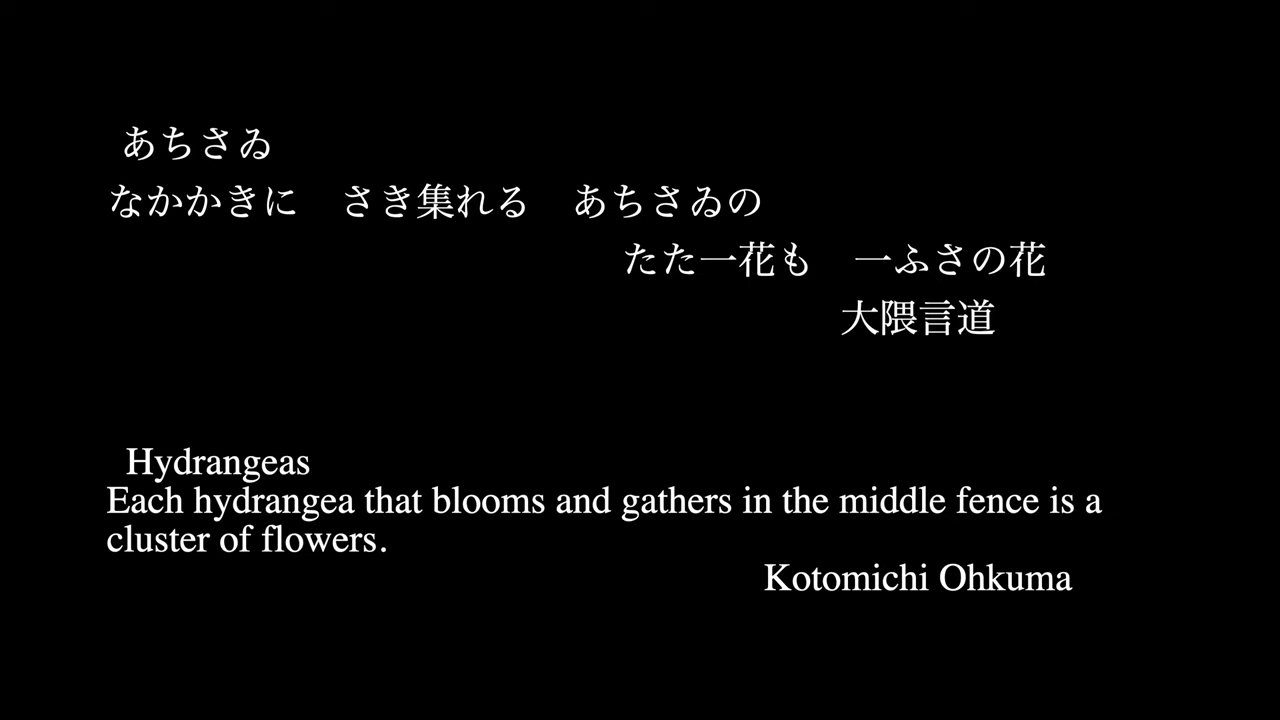 あちさゐ
なかかきに　さき集れる　あちさゐの
たた一花も　一ふさの花
大隈言道
Hydrangeas
Each hydrangea that blooms and gathers in the middle fence is a
cluster of flowers.
Kotomichi Ohkuma